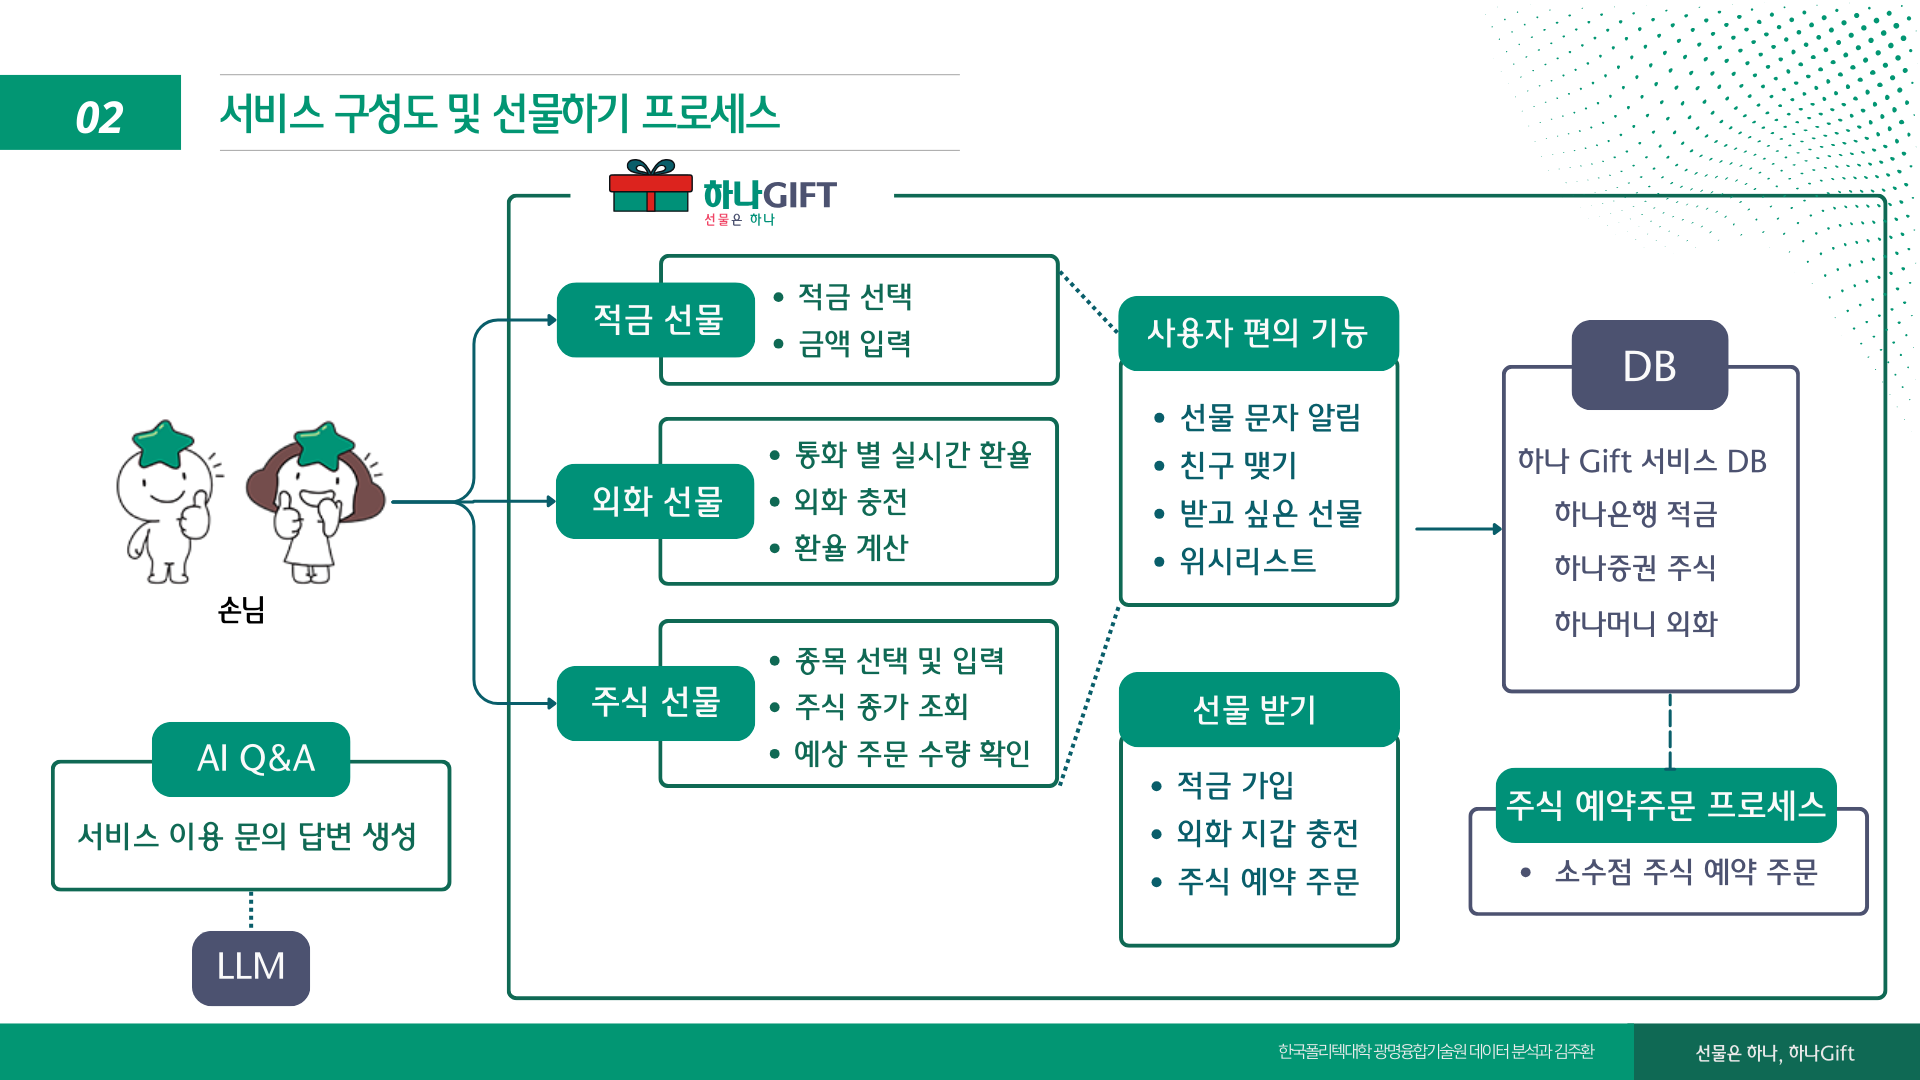 02
서비스 구성도 및 선물하기 프로세스
하나GIFT
선물은 하나
적금 선물
적금 선택
금액 입력
외화 선물
통화 별 실시간 환율
외화 충전
환율 계산
주식 선물
종목 선택 및 입력
주식 종가 조회
예상 주문 수량 확인
손님
AI Q&A
서비스 이용 문의 답변 생성
LLM
사용자 편의 기능
선물 문자 알림
친구 맺기
받고 싶은 선물
위시리스트
선물 받기
적금 가입
외화 지갑 충전
주식 예약 주문
DB
하나 Gift 서비스 DB
하나은행 적금
하나증권 주식
하나머니 외화
주식 예약주문 프로세스
소수점 주식 예약 주문
한국폴리텍대학 광명융합기술원 데이터 분석과 김주환
선물은 하나, 하나Gift